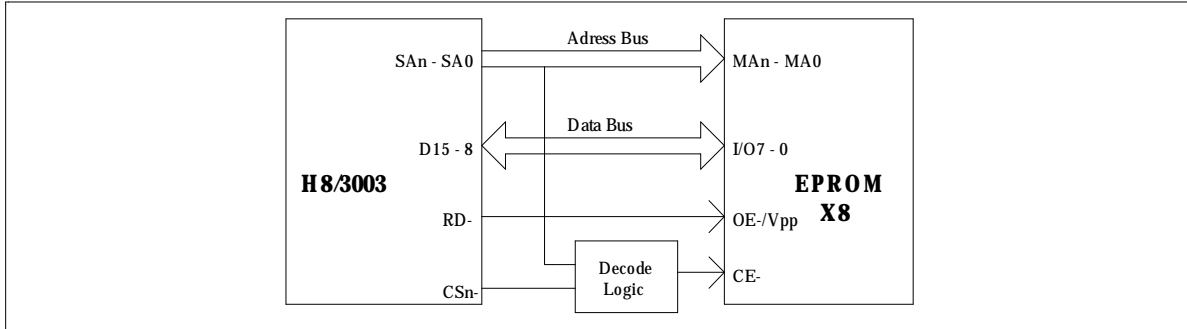 Adress Bus
SAn - SA0
MAn - MA0
Data Bus
D15 - 8
I/O7 - 0
H8/3003
EPROM
X8
RD-
OE-/Vpp
Decode
Logic
CE-
CSn-